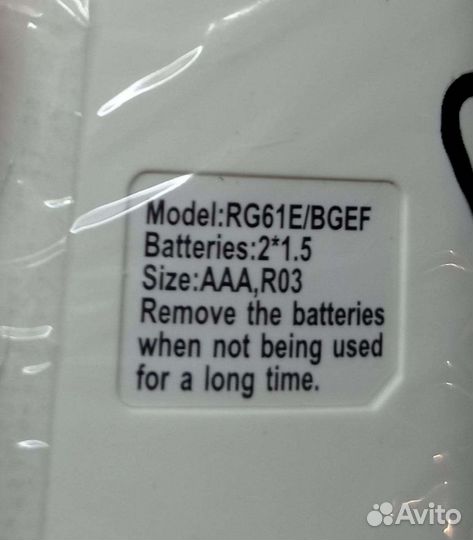 Model:RG61E/BGEF
Batteries:2*1.5
Size:AAA,R03
Remove the batteries
when not being used
for a long time.
Avito